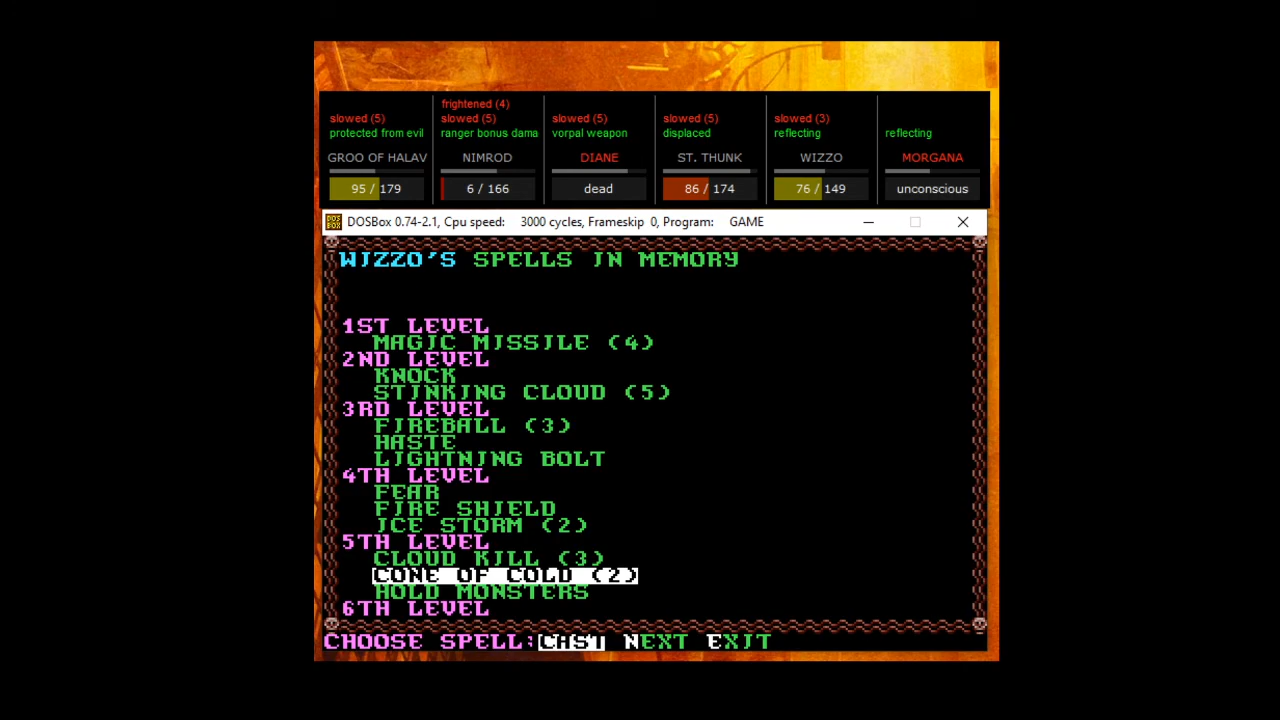 frightened (4)
slowed (5) slowed (5) slowed (5) slowed (5) slowed (3)
protected from evil ranger bonus dama vorpal weapon displaced reflecting reflecting
GROO OF HALAV NIMROD DIANE ST. THUNK WIZZO MORGANA
95 / 179 6 / 166 dead 86 / 174 76 / 149 unconscious
DOSBox 0.74-2.1, Cpu speed: 3000 cycles, Frameskip 0, Program: GAME
WIZZO'S SPELLS IN MEMORY
1ST LEVEL
MAGIC MISSILE (4)
2ND LEVEL
KNOCK
STINKING CLOUD (5)
3RD LEVEL
FIREBALL (3)
HASTE
LIGHTNING BOLT
4TH LEVEL
FEAR
FIRE SHIELD
ICE STORM (2)
5TH LEVEL
CLOUD KILL (3)
CONE OF COLD (2)
HOLD MONSTERS
6TH LEVEL
CHOOSE SPELL: CAST NEXT EXIT